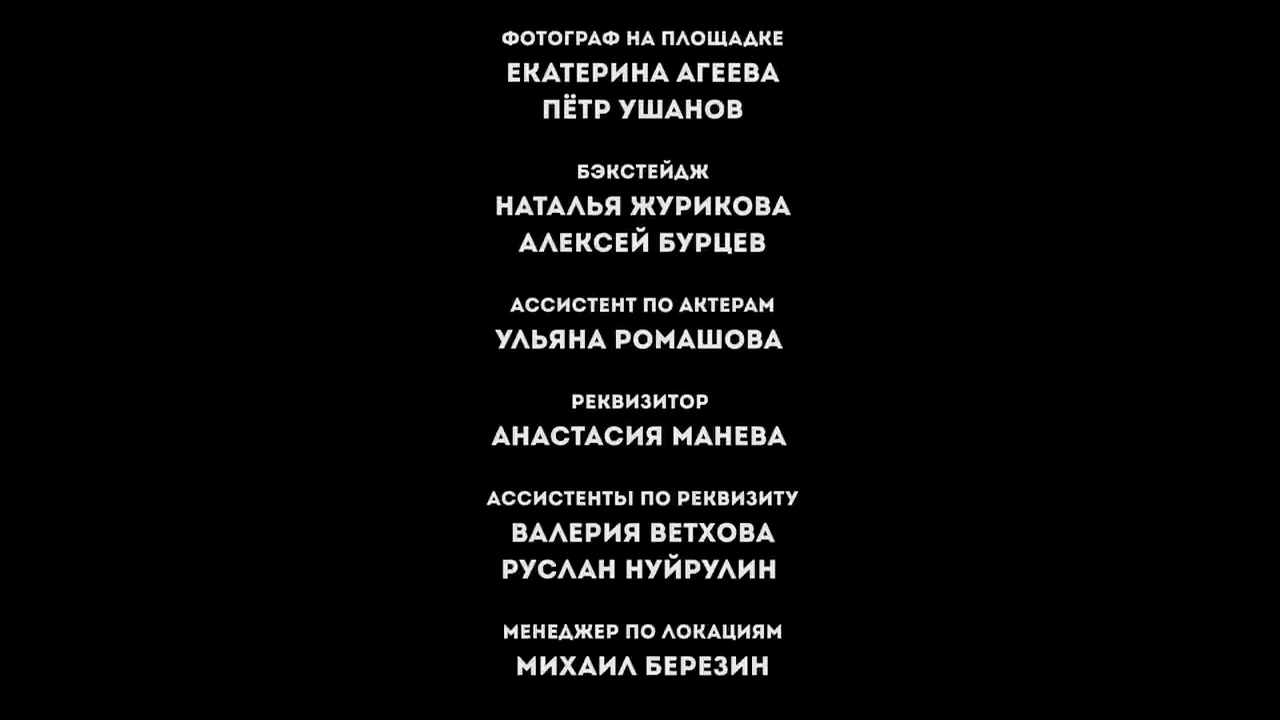 ФОТОГРАФ НА ПЛОЩАДКЕ
ЕКАТЕРИНА АГЕЕВА
ПЁТР УШАНОВ
БЭКСТЕЙДЖ
НАТАЛЬЯ ЖУРИКОВА
АЛЕКСЕЙ БУРЦЕВ
АССИСТЕНТ ПО АКТЕРАМ
УЛЬЯНА РОМАШОВА
РЕКВИЗИТОР
АНАСТАСИЯ МАНЕВА
АССИСТЕНТЫ ПО РЕКВИЗИТУ
ВАЛЕРИЯ ВЕТХОВА
РУСЛАН НУЙРУЛИН
МЕНЕДЖЕР ПО ЛОКАЦИЯМ
МИХАИЛ БЕРЕЗИН